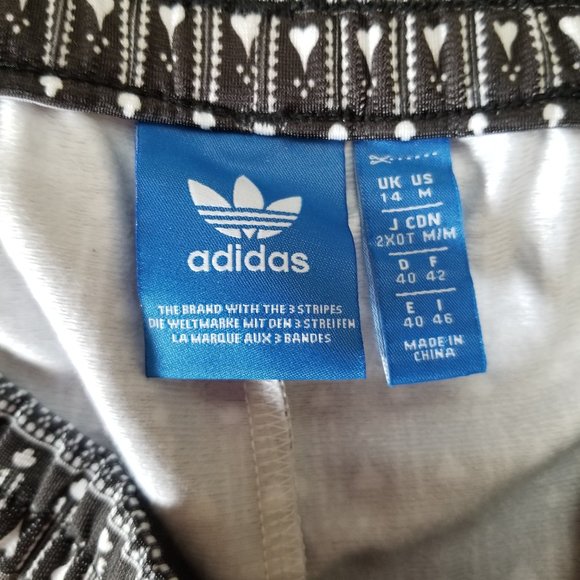 adidas
THE BRAND WITH THE 3 STRIPES
DIE WELTMARKE MIT DEN 3 STREIFEN
LA MARQUE AUX 3 BANDES
UK US
14 M
J CDN
2XOT M/M
D F
40 42
E I
40 46
MADE IN
CHINA